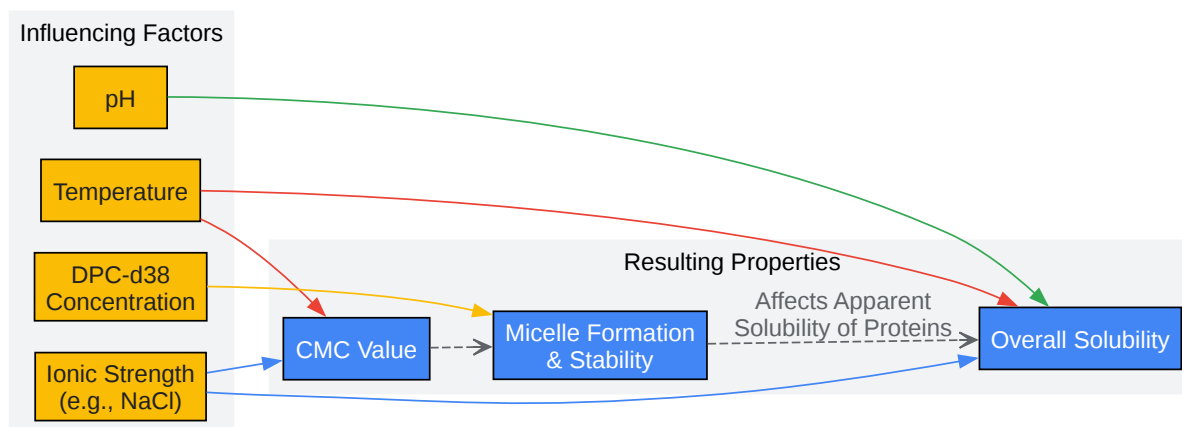 Influencing Factors
pH
Temperature
DPC-d38
Concentration
Ionic Strength
(e.g., NaCl)
Resulting Properties
CMC Value
Micelle Formation
& Stability
Affects Apparent
Solubility of Proteins
Overall Solubility